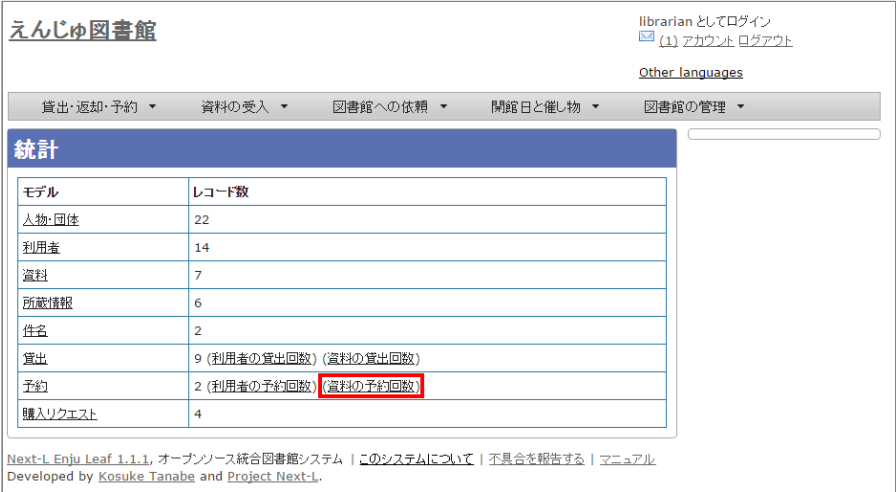 えんじゅ図書館
librarian としてログイン
(1) アカウント ログアウト
Other languages
貸出・返却・予約 ▼ 資料の受入 ▼ 図書館への依頼 ▼ 開館日と催し物 ▼ 図書館の管理 ▼
統計
モデル レコード数
人物・団体 22
利用者 14
資料 7
所蔵情報 6
件名 2
貸出 9 (利用者の貸出回数) (資料の貸出回数)
予約 2 (利用者の予約回数) (資料の予約回数)
購入リクエスト 4
Next-L Enju Leaf 1.1.1, オープンソース統合図書館システム | このシステムについて | 不具合を報告する | マニュアル
Developed by Kosuke Tanabe and Project Next-L.